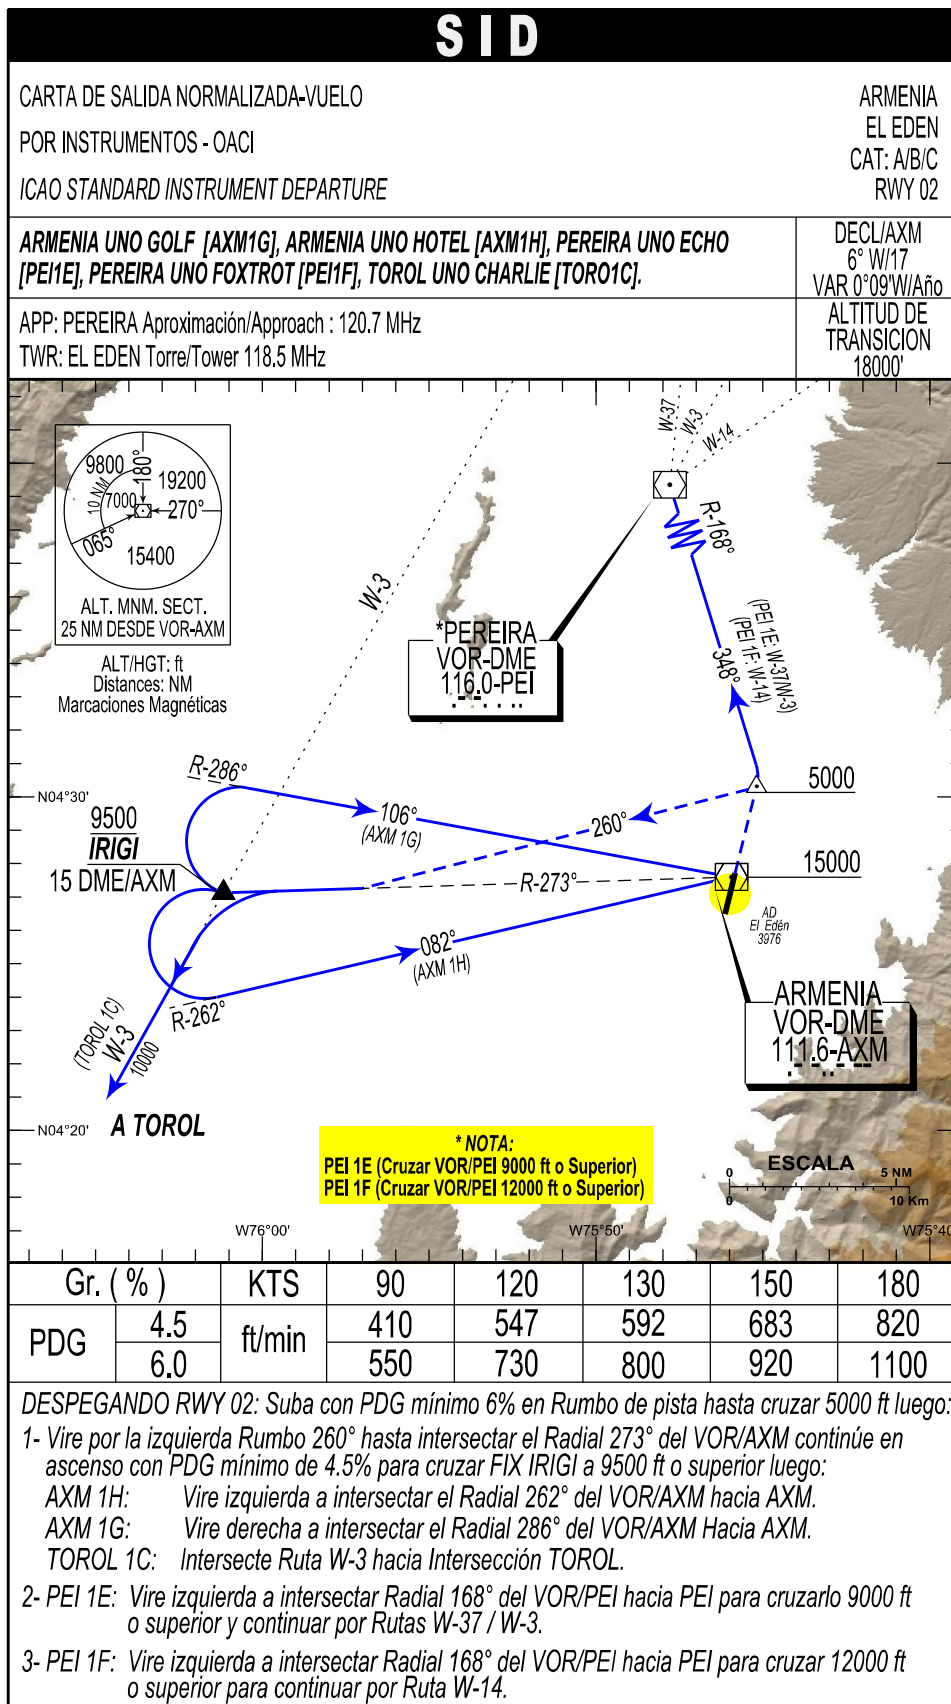 SID
CARTA DE SALIDA NORMALIZADA-VUELO
POR INSTRUMENTOS - OACI
ICAO STANDARD INSTRUMENT DEPARTURE
ARMENIA
EL EDEN
CAT: A/B/C
RWY 02
ARMENIA UNO GOLF [AXM1G], ARMENIA UNO HOTEL [AXM1H], PEREIRA UNO ECHO
[PEI1E], PEREIRA UNO FOXTROT [PEI1F], TOROL UNO CHARLIE [TORO1C].
DECL/AXM
6° W/17
VAR 0°09'W/Año
APP: PEREIRA Aproximación/Approach : 120.7 MHz
TWR: EL EDEN Torre/Tower 118.5 MHz
ALTITUD DE
TRANSICION
18000'
W-37
W-3
W-14
9800
180°
19200
10 NM
7000
270°
065°
15400
ALT. MNM. SECT.
25 NM DESDE VOR-AXM
ALT/HGT: ft
Distances: NM
Marcaciones Magnéticas
W-3
R-168°
*PEREIRA
VOR-DME
116.0-PEI
348°
(PEI 1E: W-37/W-3)
(PEI 1F: W-14)
R-286°
5000
N04°30'
9500
IRIGI
15 DME/AXM
106°
(AXM 1G)
260°
15000
R-273°
AD
El Edén
3976
082°
(AXM 1H)
R-262°
ARMENIA
VOR-DME
111.6-AXM
(TOROL 1C)
W-3
10000
N04°20'
A TOROL
* NOTA:
PEI 1E (Cruzar VOR/PEI 9000 ft o Superior)
PEI 1F (Cruzar VOR/PEI 12000 ft o Superior)
0 ESCALA 5 NM
0 10 Km
W76°00' W75°50' W75°40'
Gr. ( % ) KTS 90 120 130 150 180
PDG 4.5 ft/min 410 547 592 683 820
6.0 550 730 800 920 1100
DESPEGANDO RWY 02: Suba con PDG mínimo 6% en Rumbo de pista hasta cruzar 5000 ft luego:
1- Vire por la izquierda Rumbo 260° hasta intersectar el Radial 273° del VOR/AXM continúe en
ascenso con PDG mínimo de 4.5% para cruzar FIX IRIGI a 9500 ft o superior luego:
AXM 1H: Vire izquierda a intersectar el Radial 262° del VOR/AXM hacia AXM.
AXM 1G: Vire derecha a intersectar el Radial 286° del VOR/AXM Hacia AXM.
TOROL 1C: Intersecte Ruta W-3 hacia Intersección TOROL.
2- PEI 1E: Vire izquierda a intersectar Radial 168° del VOR/PEI hacia PEI para cruzarlo 9000 ft
o superior y continuar por Rutas W-37 / W-3.
3- PEI 1F: Vire izquierda a intersectar Radial 168° del VOR/PEI hacia PEI para cruzar 12000 ft
o superior para continuar por Ruta W-14.